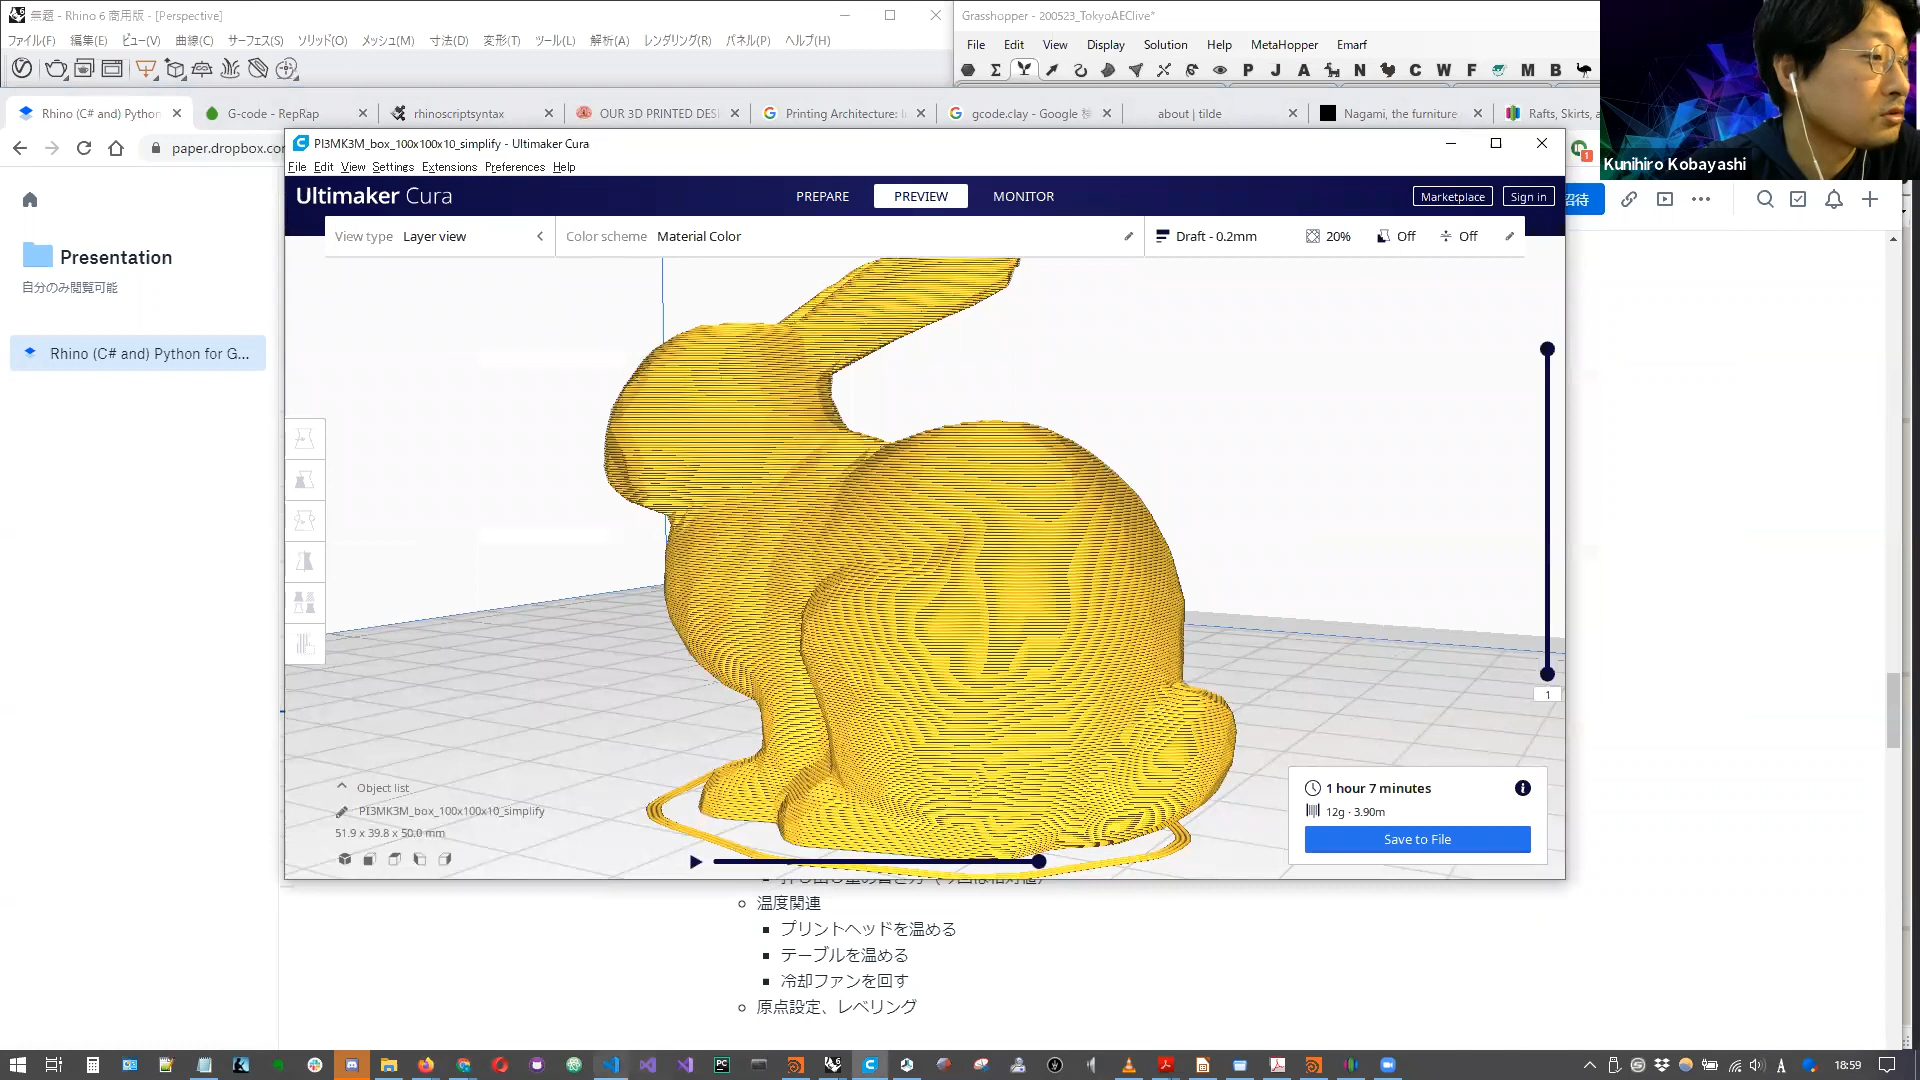 無題 - Rhino 6 商用版 - [Perspective]
ファイル(F) 編集(E) ビュー(V) 曲線(C) サーフェス(S) ソリッド(O) メッシュ(M) 寸法(D) 変形(T) ツール(L) 解析(A) レンダリング(R) パネル(P) ヘルプ(H)
Grasshopper - 200523_TokyoAEClive*
File Edit View Display Solution Help MetaHopper Emarf
P J A N C W F M B
Kunihiro Kobayashi
Rhino (C# and) Python
G-code - RepRap
rhinoscriptsyntax
OUR 3D PRINTED DES
Printing Architecture:
gcode.clay - Google
about | tilde
Nagami, the furniture
Rafts, Skirts,
paper.dropbox.co
招待
Presentation
自分のみ閲覧可能
Rhino (C# and) Python for G...
PI3MK3M_box_100x100x10_simplify - Ultimaker Cura
File Edit View Settings Extensions Preferences Help
Ultimaker Cura
PREPARE PREVIEW MONITOR
Marketplace Sign in
View type Layer view
Color scheme Material Color
Draft - 0.2mm 20% Off Off
1
Object list
PI3MK3M_box_100x100x10_simplify
51.9 x 39.8 x 50.0 mm
1 hour 7 minutes
12g · 3.90m
Save to File
温度関連
プリントヘッドを温める
テーブルを温める
冷却ファンを回す
原点設定、レベリング
A 18:59